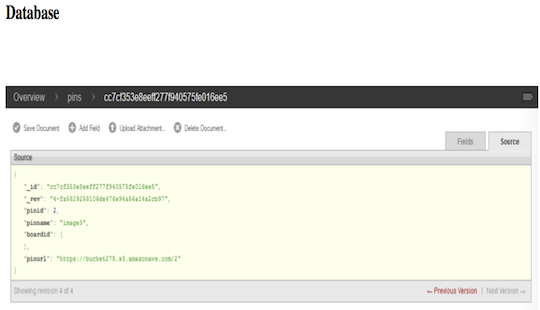 Database
Overview > pins > cc7cf353e8eeff277f940575fe016ee5
Save Document Add Field Upload Attachment... Delete Document...
Fields Source
Source
{
"_id": "cc7cf353e8eeff277f940575fe016ee5",
"_rev": "4-fa5829258106de476e94a56a14a2cb97",
"pinid": 2,
"pinname": "image3",
"boardid": [
],
"pinurl": "https://bucket275.s3.amazonaws.com/2"
}
Showing revision 4 of 4 ← Previous Version | Next Version →